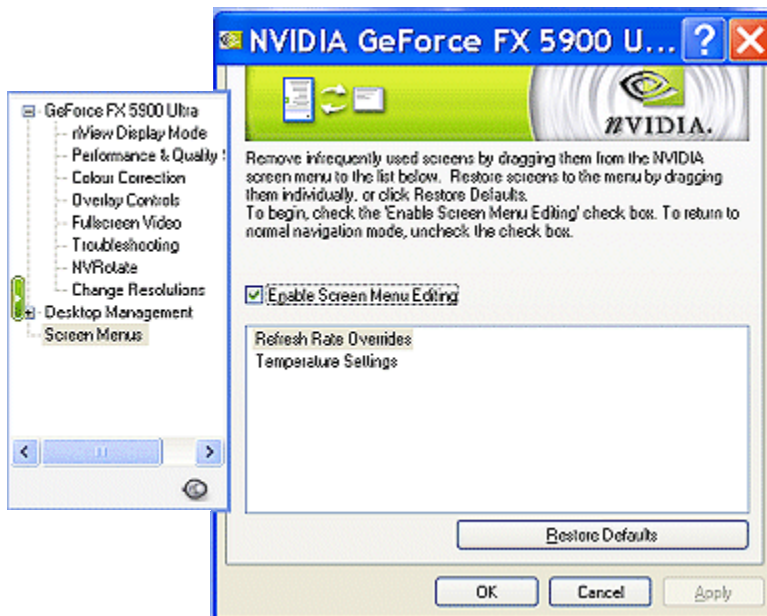 NVIDIA GeForce FX 5900 U...
GeForce FX 5900 Ultra
nView Display Mode
Performance & Quality S
Colour Correction
Overlay Controls
Fullscreen Video
Troubleshooting
NVRotate
Change Resolutions
Desktop Management
Screen Menus
nVIDIA.
Remove infrequently used screens by dragging them from the NVIDIA
screen menu to the list below. Restore screens to the menu by dragging
them individually, or click Restore Defaults.
To begin, check the 'Enable Screen Menu Editing' check box. To return to
normal navigation mode, uncheck the check box.
Enable Screen Menu Editing
Refresh Rate Overrides
Temperature Settings
Restore Defaults
OK
Cancel
Apply